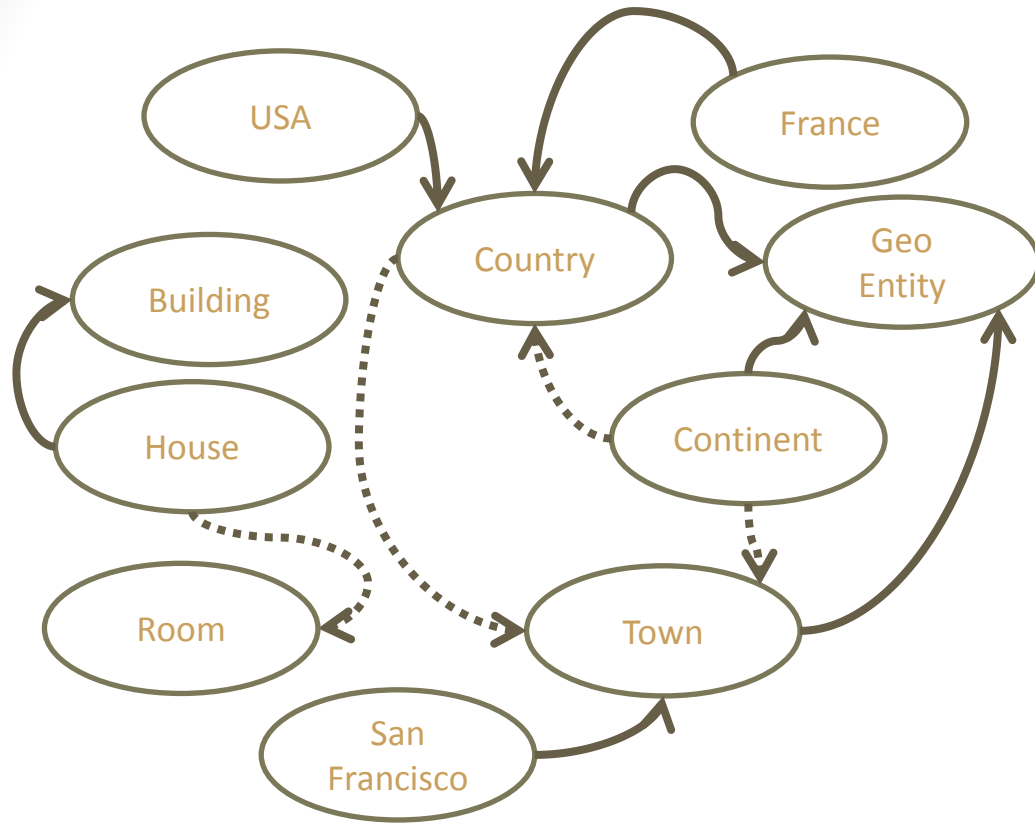 USA
France
Country
Geo
Entity
Building
House
Continent
Room
Town
San
Francisco